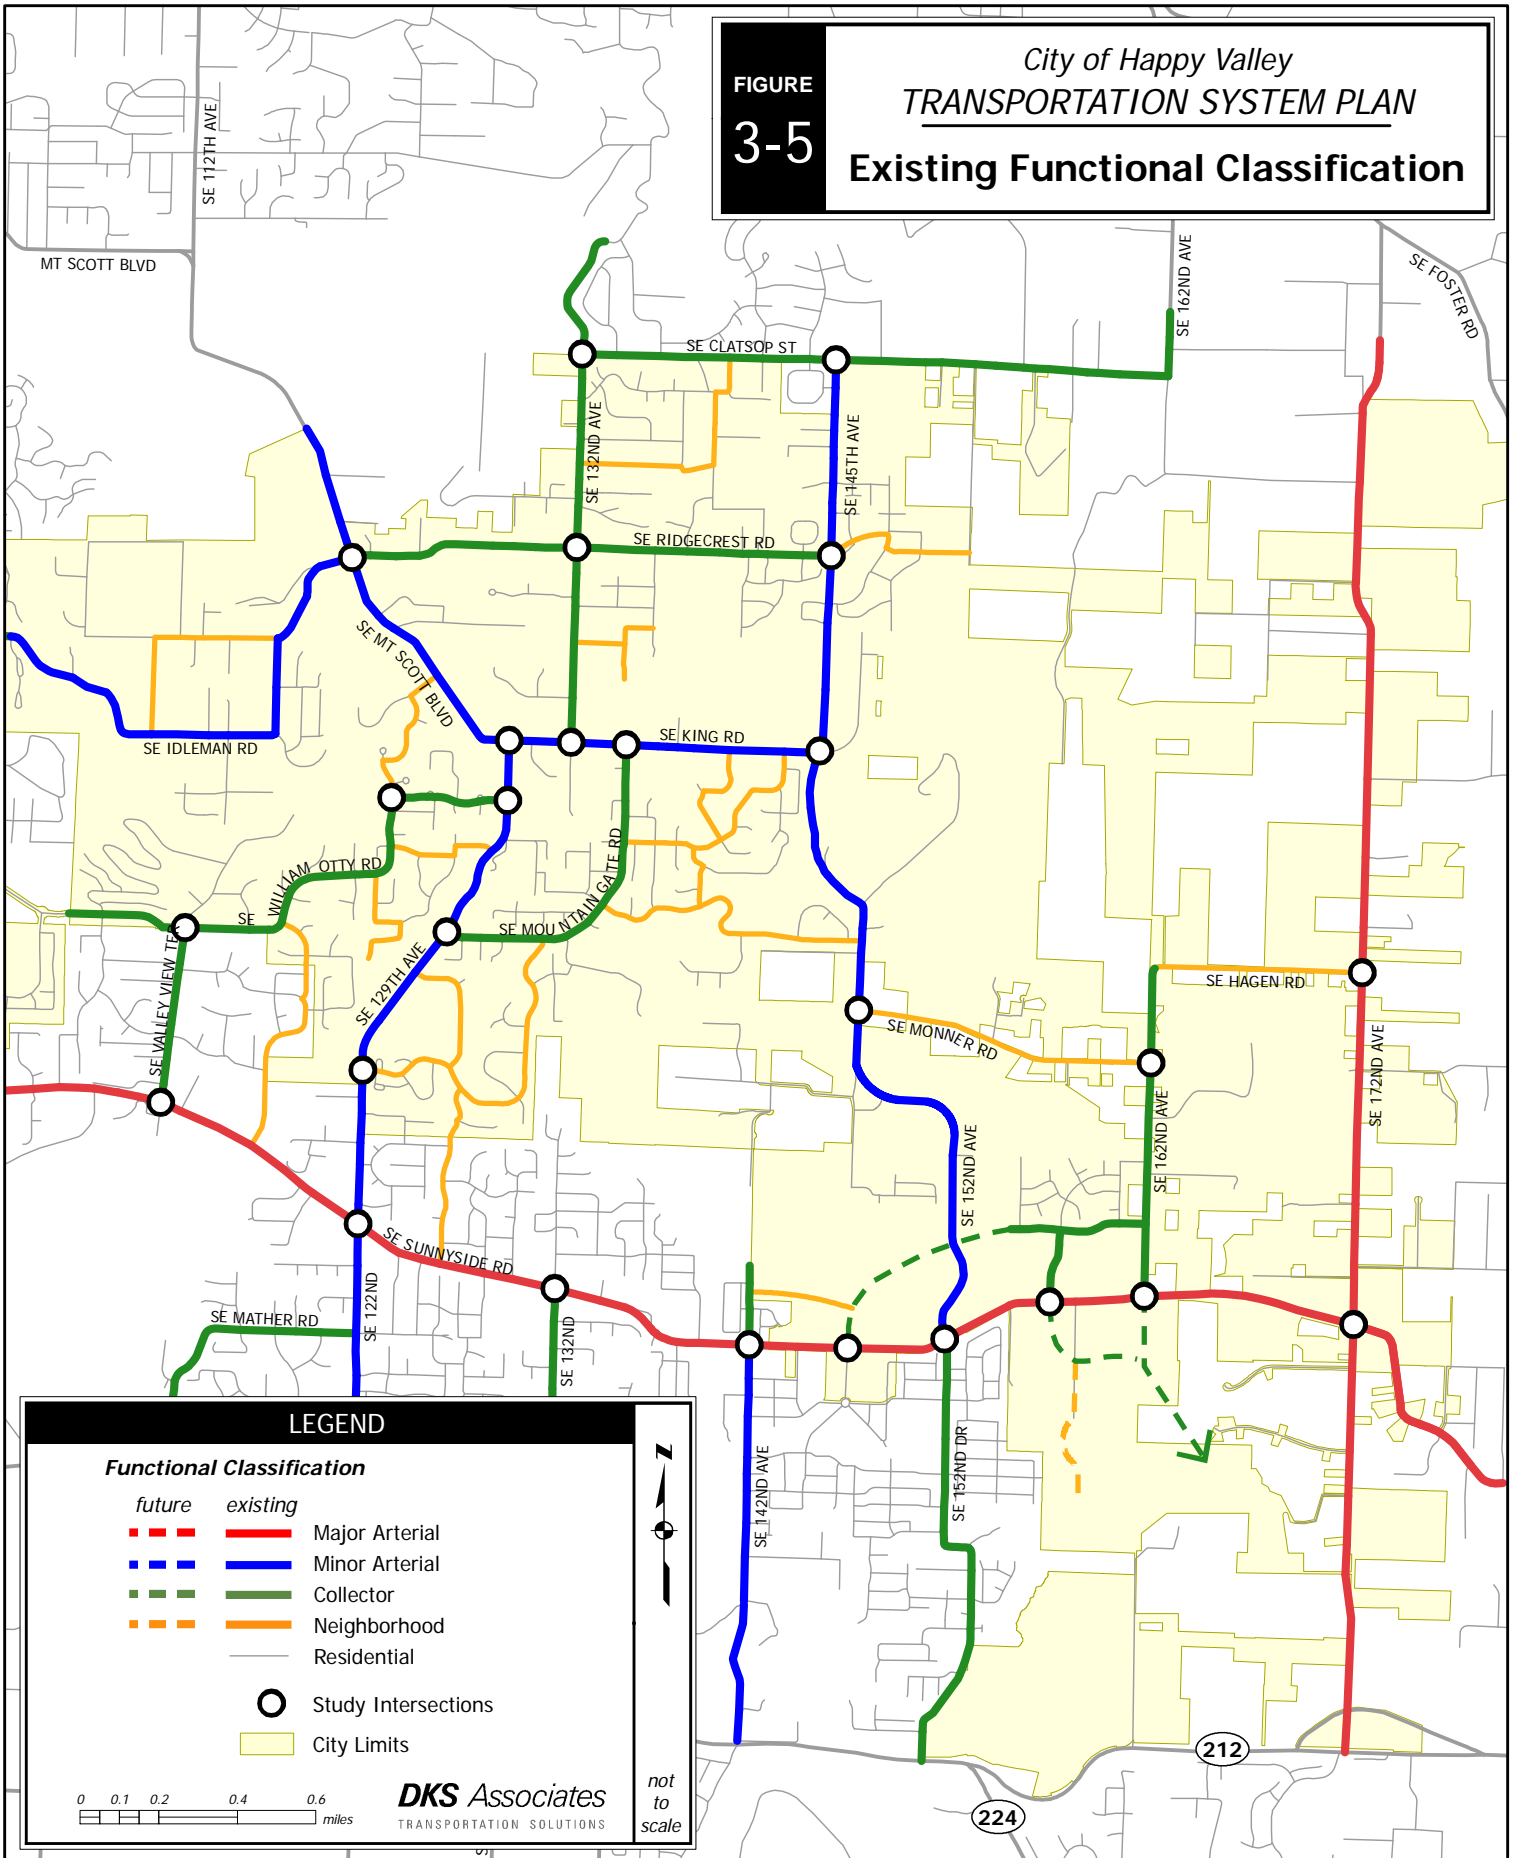 FIGURE
3-5
City of Happy Valley
TRANSPORTATION SYSTEM PLAN
Existing Functional Classification
SE 112TH AVE
MT SCOTT BLVD
SE 162ND AVE
SE FOSTER RD
SE CLATSOP ST
SE 132ND AVE
SE 145TH AVE
SE RIDGECREST RD
SE MT SCOTT BLVD
SE IDLEMAN RD
SE KING RD
WILLIAM OTTY RD
SE
SE MOUNTAIN GATE RD
SE VALLEY VIEW TER
SE 129TH AVE
SE HAGEN RD
SE MONNER RD
SE 172ND AVE
SE 162ND AVE
SE 152ND AVE
SE SUNNYSIDE RD
SE MATHER RD
SE 122ND
SE 132ND
SE 142ND AVE
SE 152ND DR
LEGEND
Functional Classification
future existing
Major Arterial
Minor Arterial
Collector
Neighborhood
Residential
Study Intersections
City Limits
0 0.1 0.2 0.4 0.6
miles
DKS Associates
TRANSPORTATION SOLUTIONS
Z
not
to
scale
212
224